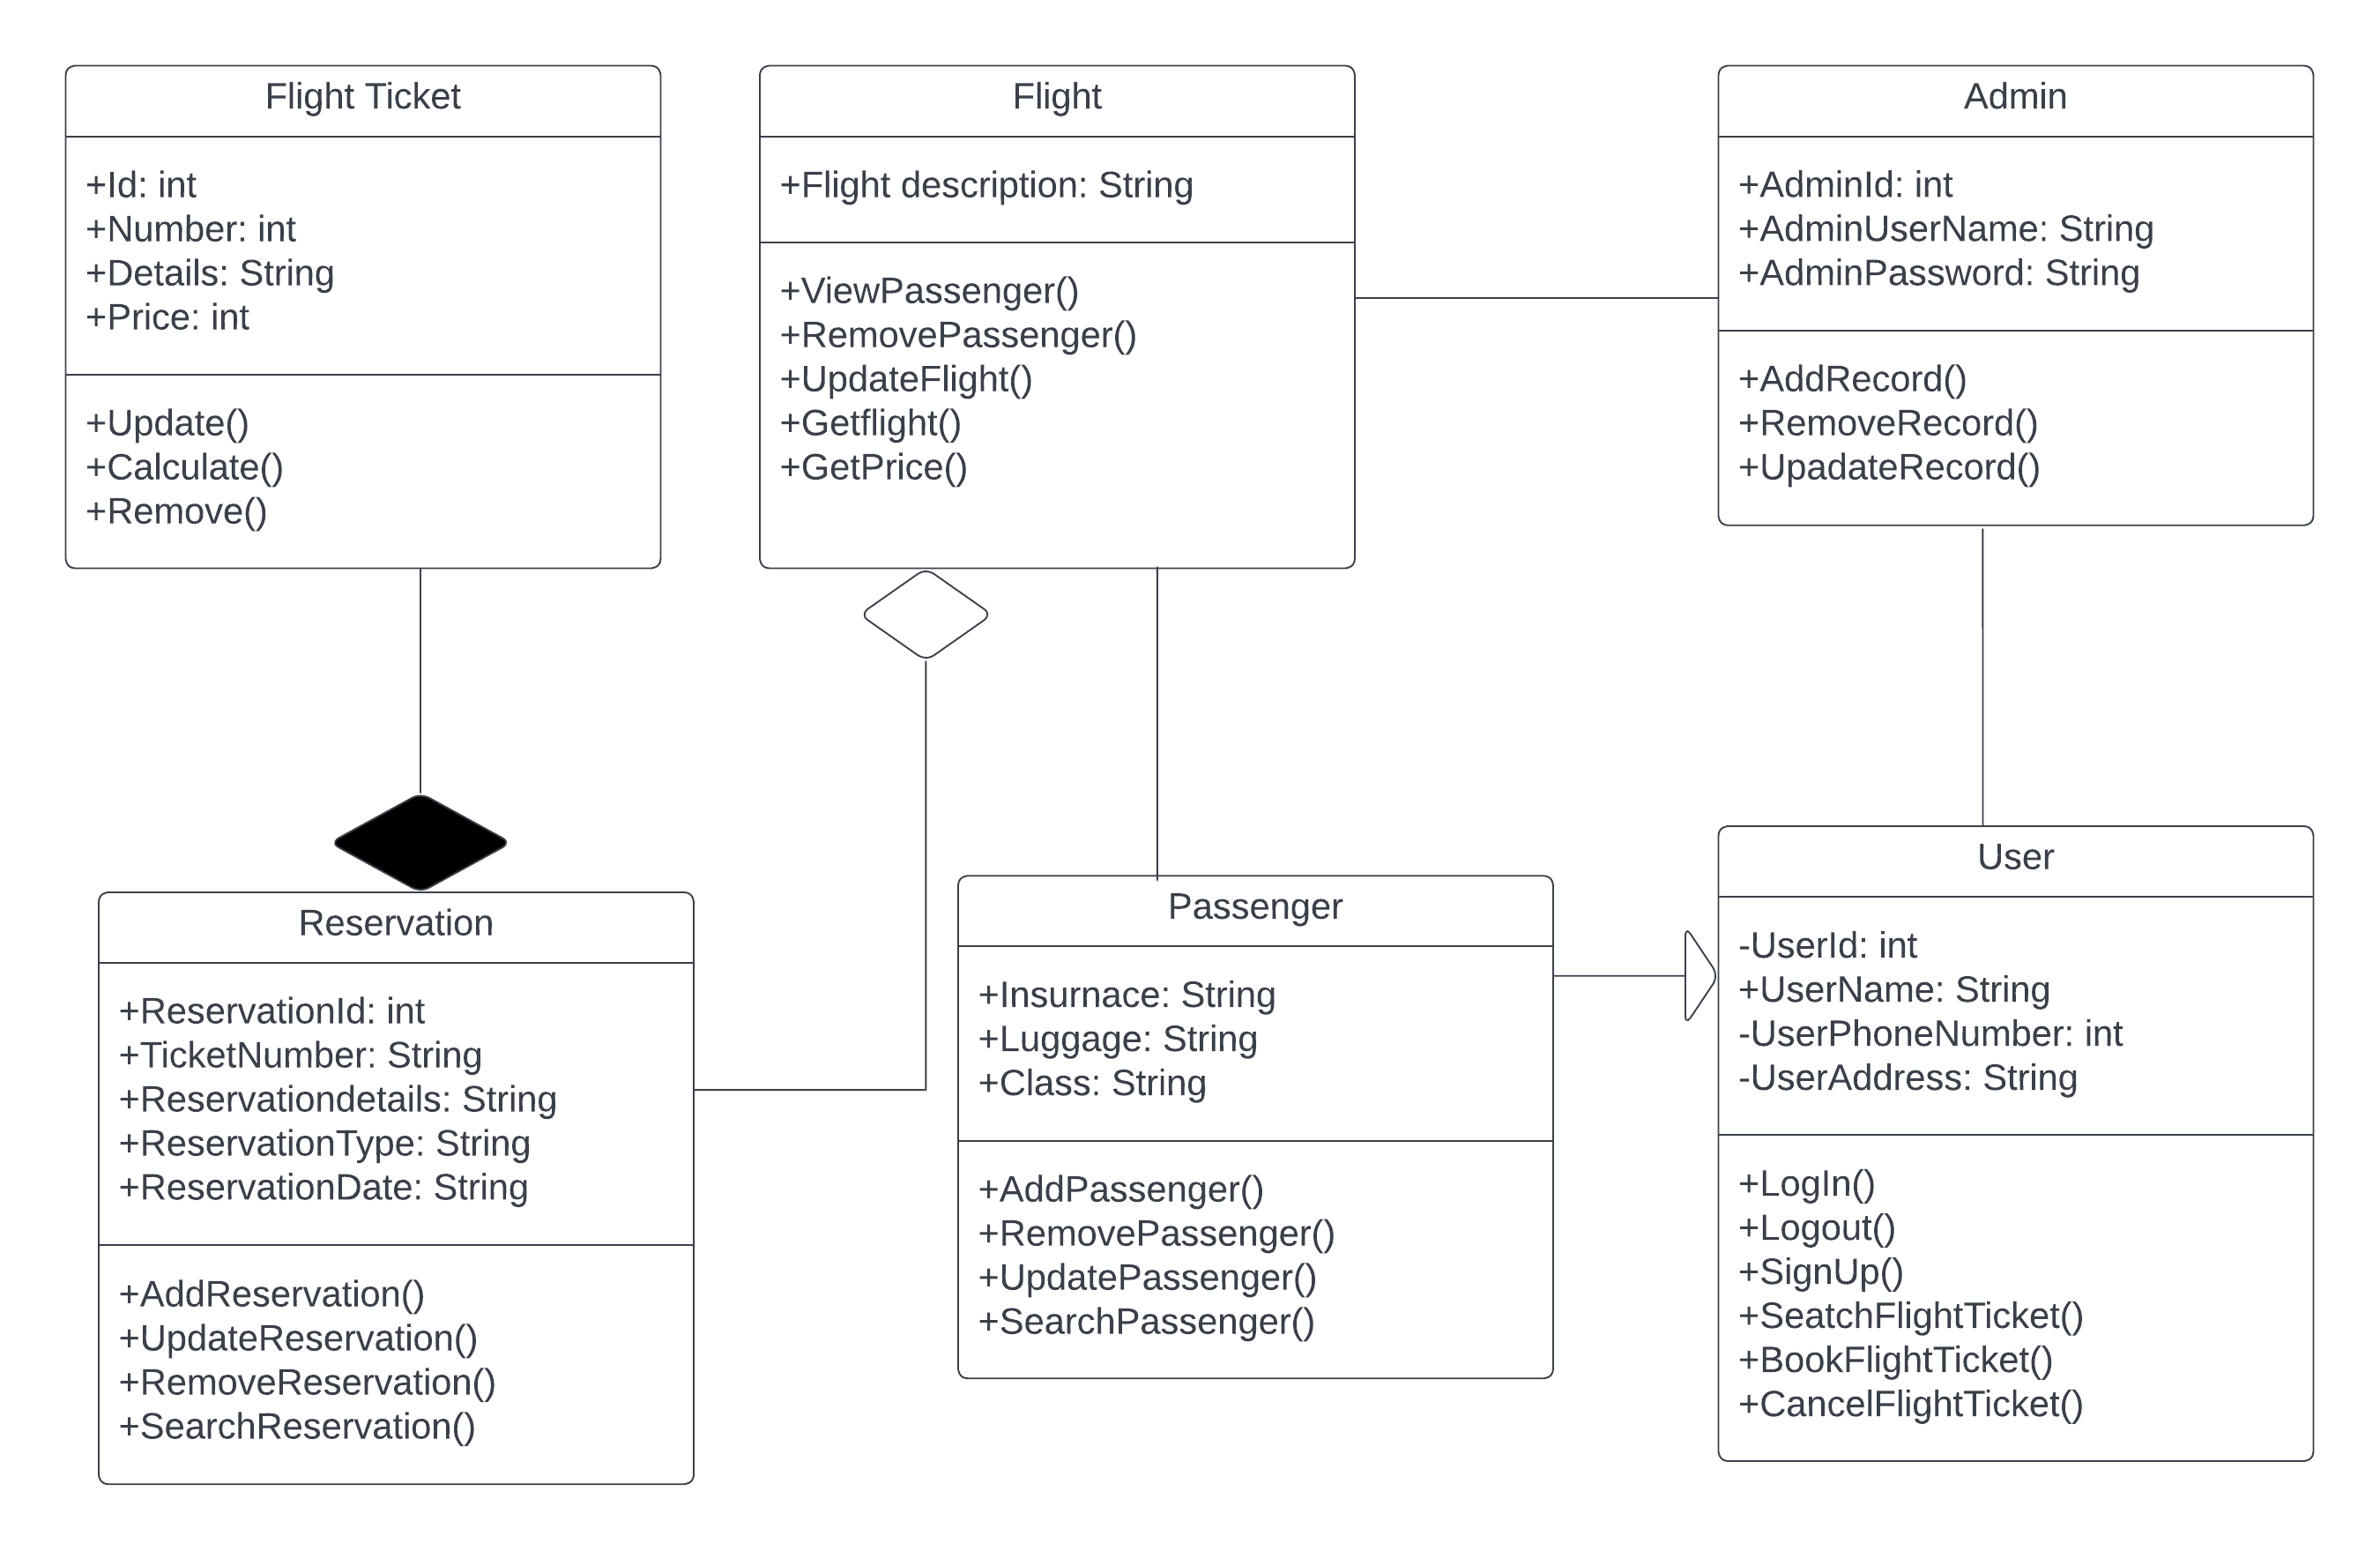 Flight Ticket
+Id: int
+Number: int
+Details: String
+Price: int
+Update()
+Calculate()
+Remove()
Flight
+Flight description: String
+ViewPassenger()
+RemovePassenger()
+UpdateFlight()
+Getflight()
+GetPrice()
Admin
+AdminId: int
+AdminUserName: String
+AdminPassword: String
+AddRecord()
+RemoveRecord()
+UpadateRecord()
Reservation
+ReservationId: int
+TicketNumber: String
+Reservationdetails: String
+ReservationType: String
+ReservationDate: String
+AddReservation()
+UpdateReservation()
+RemoveReservation()
+SearchReservation()
Passenger
+Insurnace: String
+Luggage: String
+Class: String
+AddPassenger()
+RemovePassenger()
+UpdatePassenger()
+SearchPassenger()
User
-UserId: int
+UserName: String
-UserPhoneNumber: int
-UserAddress: String
+LogIn()
+Logout()
+SignUp()
+SeatchFlightTicket()
+BookFlightTicket()
+CancelFlightTicket()